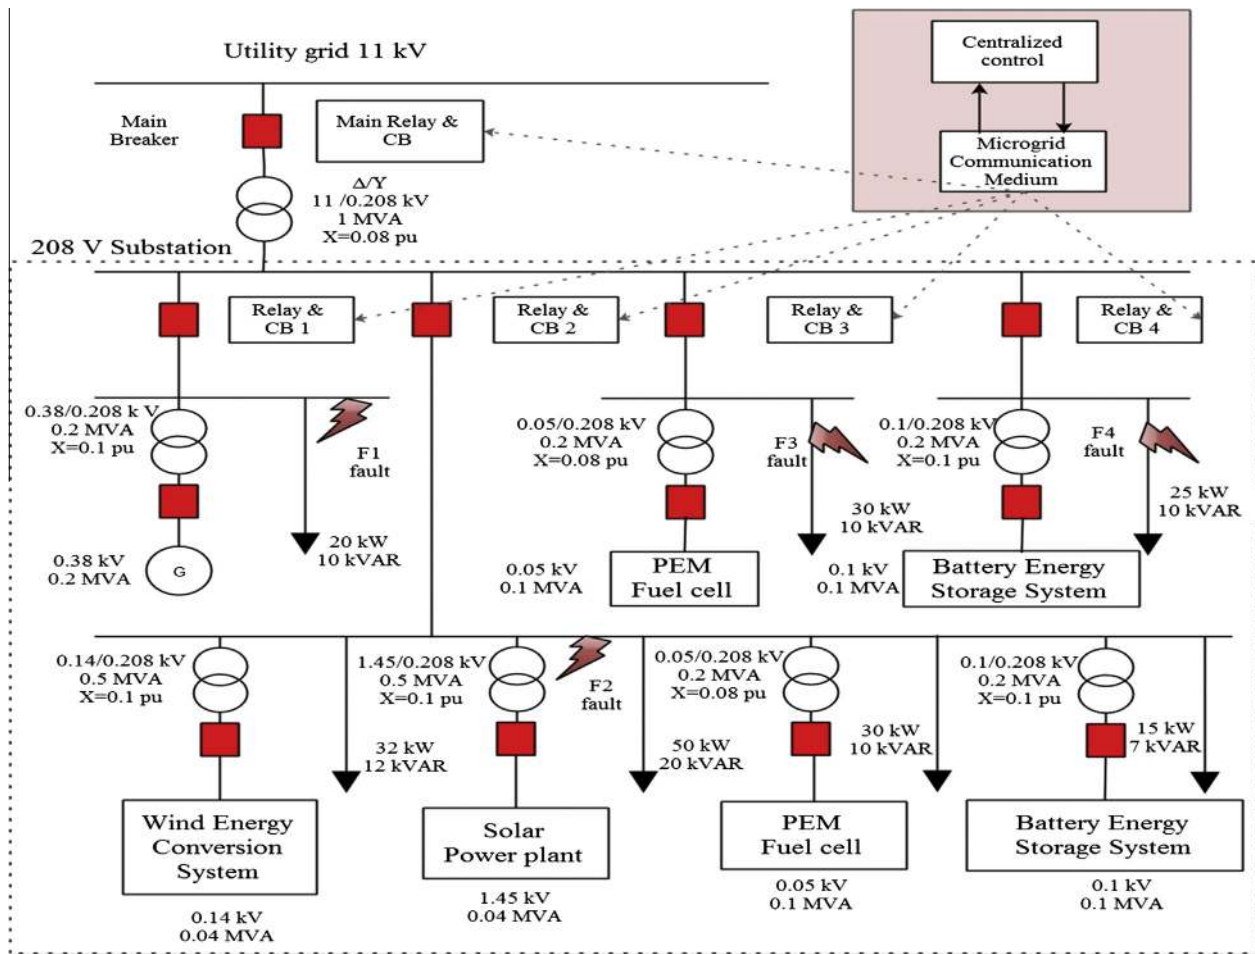 Utility grid 11 kV
Centralized
control
Main
Breaker
Main Relay &
CB
Microgrid
Communication
Medium
Δ/Y
11 /0.208 kV
1 MVA
X=0.08 pu
208 V Substation
Relay &
CB 1
Relay &
CB 2
Relay &
CB 3
Relay &
CB 4
0.38/0.208 k V
0.2 MVA
X=0.1 pu
F1
fault
0.05/0.208 kV
0.2 MVA
X=0.08 pu
F3
fault
0.1/0.208 kV
0.2 MVA
X=0.1 pu
F4
fault
20 kW
10 kVAR
30 kW
10 kVAR
25 kW
10 kVAR
0.38 kV
0.2 MVA
G
0.05 kV
0.1 MVA
PEM
Fuel cell
0.1 kV
0.1 MVA
Battery Energy
Storage System
0.14/0.208 kV
0.5 MVA
X=0.1 pu
1.45/0.208 kV
0.5 MVA
X=0.1 pu
F2
fault
0.05/0.208 kV
0.2 MVA
X=0.08 pu
0.1/0.208 kV
0.2 MVA
X=0.1 pu
32 kW
12 kVAR
50 kW
20 kVAR
30 kW
10 kVAR
15 kW
7 kVAR
Wind Energy
Conversion
System
Solar
Power plant
PEM
Fuel cell
Battery Energy
Storage System
0.14 kV
0.04 MVA
1.45 kV
0.04 MVA
0.05 kV
0.1 MVA
0.1 kV
0.1 MVA